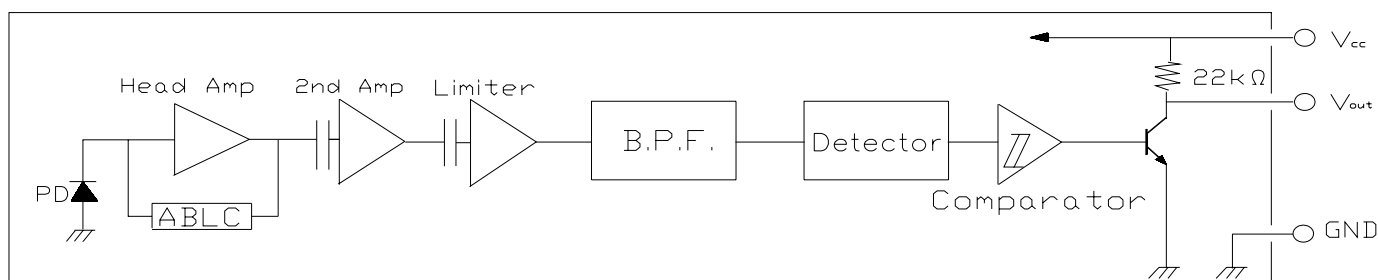 Head Amp
2nd Amp
Limiter
Vcc
22kΩ
Vout
B.P.F.
Detector
PD
ABLC
Comparator
GND